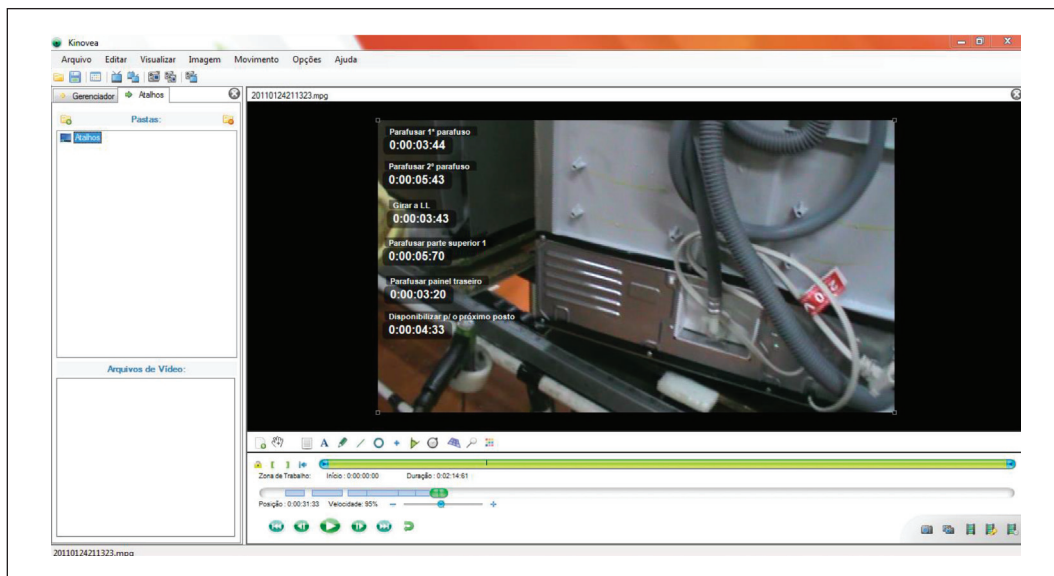 Kinovea
Arquivo Editar Visualizar Imagem Movimento Opções Ajuda
Gerenciador Atalhos
20110124211323.mpg
Pastas:
Atalhos
Parafusar 1º parafuso
0:00:03:44
Parafusar 2º parafuso
0:00:05:43
Girar a LL
0:00:03:43
Parafusar parte superior 1
0:00:05:70
Parafusar painel traseiro
0:00:03:20
Disponibilizar p/ o próximo posto
0:00:04:33
Arquivos de Vídeo:
Zona de Trabalho: Início : 0:00:00:00 Duração : 0:02:14:61
Posição : 0:00:31:33 Velocidade: 95%
20110124211323.mpg